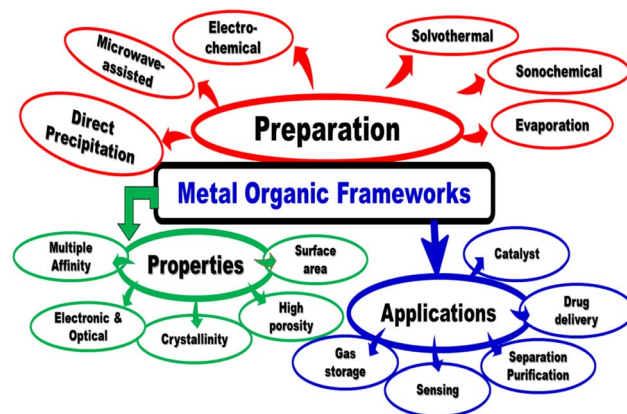 Electro-
chemical
Solvothermal
Microwave-
assisted
Sonochemical
Direct
Precipitation
Preparation
Evaporation
Metal Organic Frameworks
Multiple
Affinity
Properties
Surface
area
Catalyst
Electronic &
Optical
Crystallinity
High
porosity
Applications
Drug
delivery
Gas
storage
Sensing
Separation
Purification